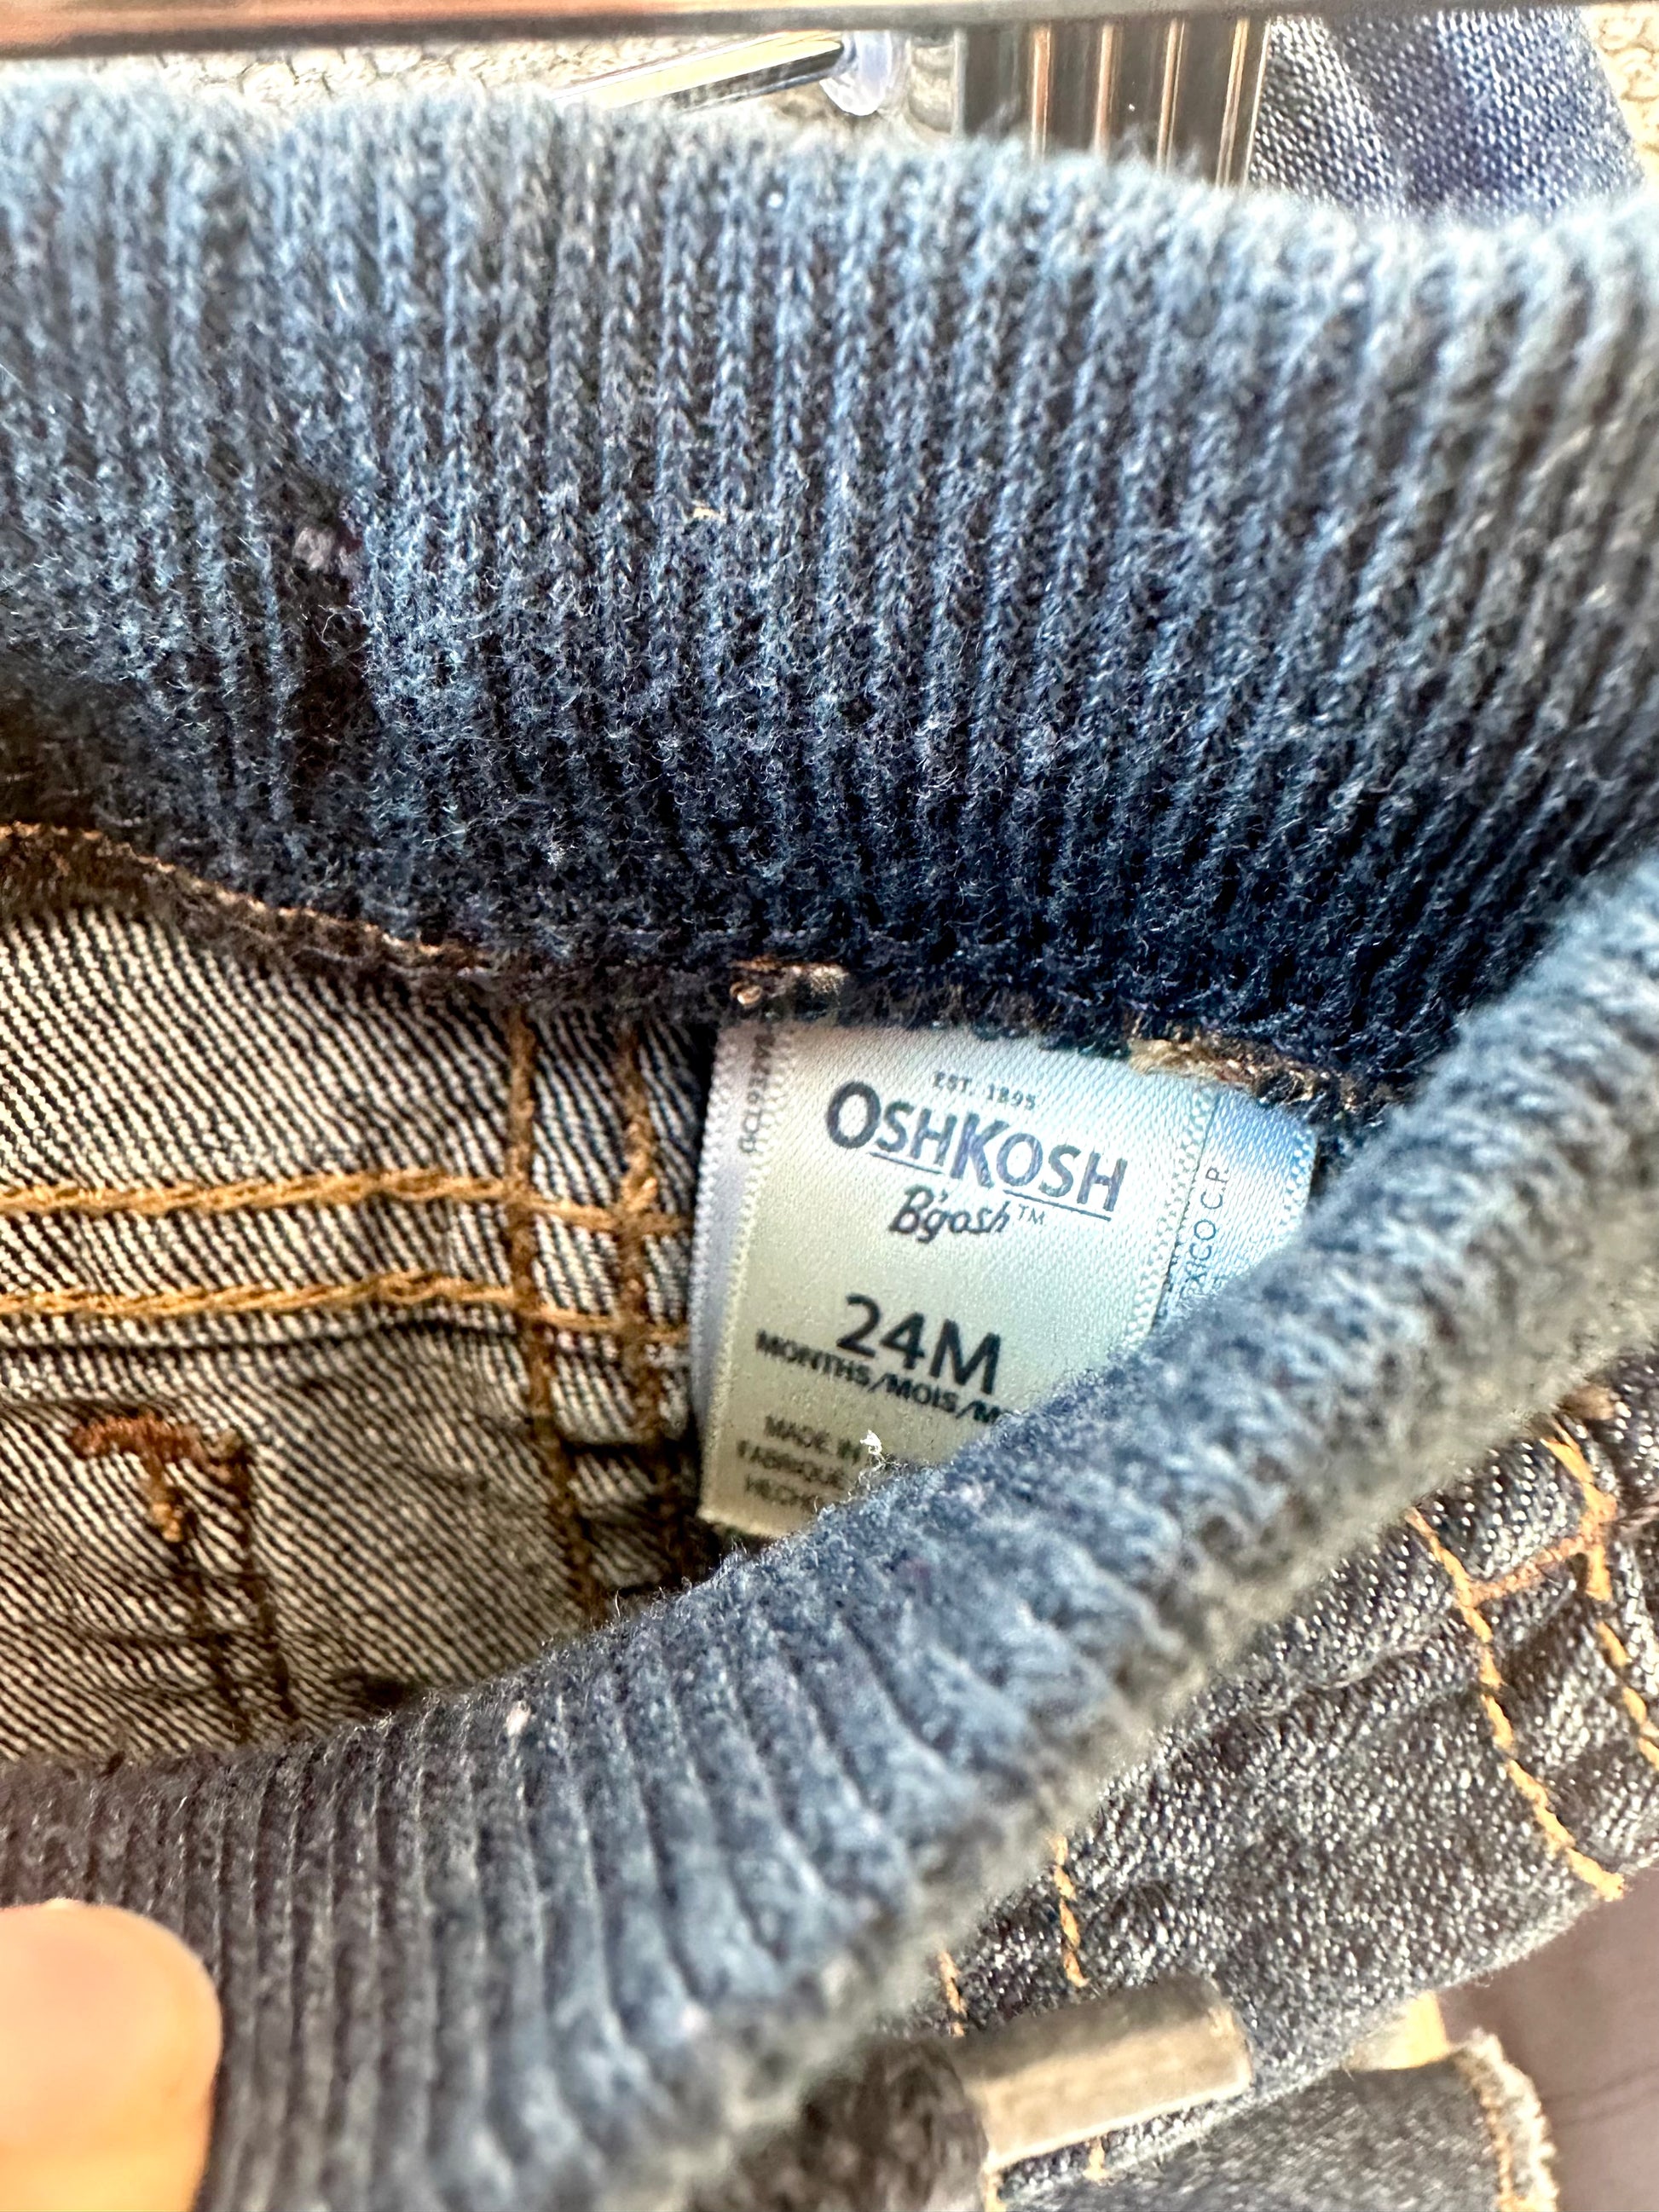 EST. 1895
OSHKOSH
B'gosh™
24M
MONTHS/MOIS/M
MADE IN
FABRIQUÉ
HECHO
C.P.